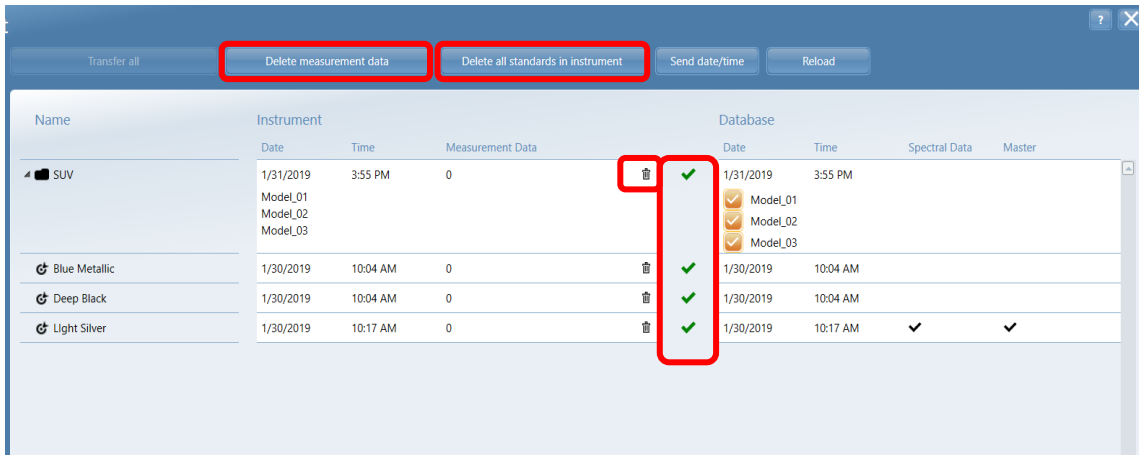 ?
Transfer all Delete measurement data Delete all standards in instrument Send date/time Reload
Name Instrument Database
Date Time Measurement Data Date Time Spectral Data Master
SUV 1/31/2019 3:55 PM 0 1/31/2019 3:55 PM
Model_01 Model_01
Model_02 Model_02
Model_03 Model_03
Blue Metallic 1/30/2019 10:04 AM 0 1/30/2019 10:04 AM
Deep Black 1/30/2019 10:04 AM 0 1/30/2019 10:04 AM
LIght Silver 1/30/2019 10:17 AM 0 1/30/2019 10:17 AM